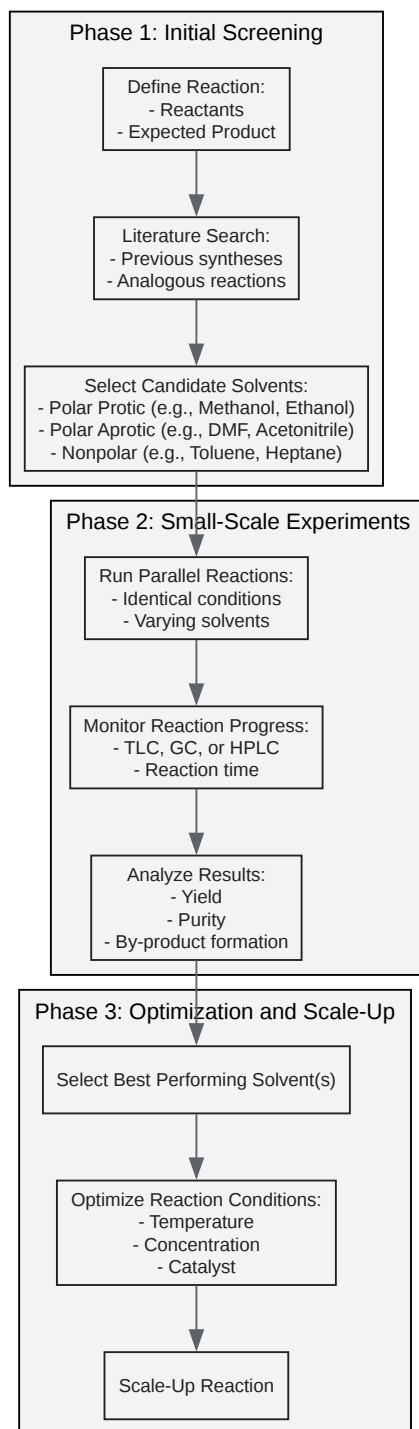 Phase 1: Initial Screening
Define Reaction:
- Reactants
- Expected Product
Literature Search:
- Previous syntheses
- Analogous reactions
Select Candidate Solvents:
- Polar Protic (e.g., Methanol, Ethanol)
- Polar Aprotic (e.g., DMF, Acetonitrile)
- Nonpolar (e.g., Toluene, Heptane)
Phase 2: Small-Scale Experiments
Run Parallel Reactions:
- Identical conditions
- Varying solvents
Monitor Reaction Progress:
- TLC, GC, or HPLC
- Reaction time
Analyze Results:
- Yield
- Purity
- By-product formation
Phase 3: Optimization and Scale-Up
Select Best Performing Solvent(s)
Optimize Reaction Conditions:
- Temperature
- Concentration
- Catalyst
Scale-Up Reaction